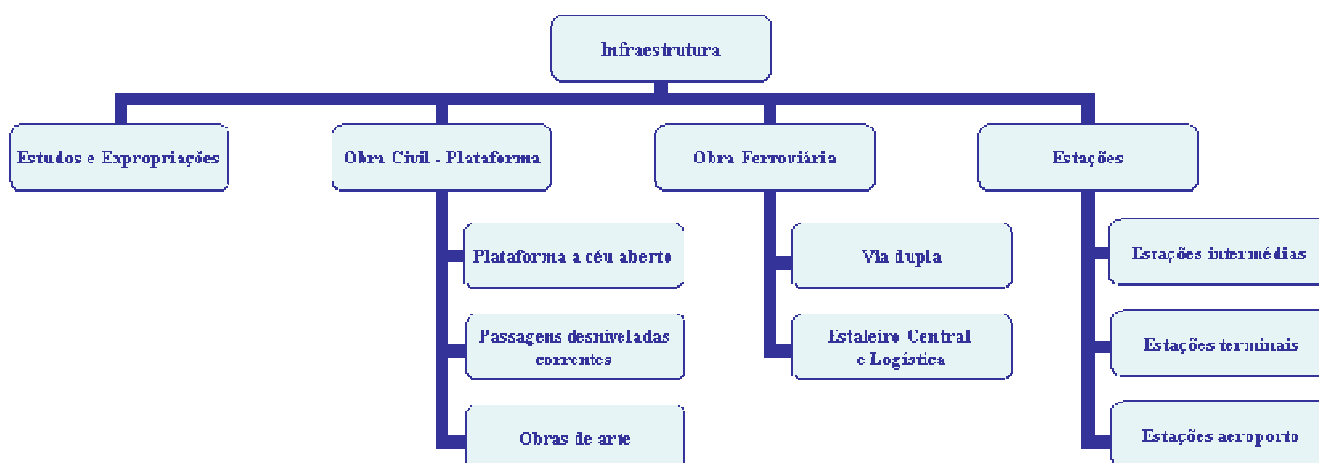 Infraestrutura
Estudos e Expropriações
Obra Civil - Plataforma
Obra Ferroviária
Estações
Plataforma a céu aberto
Via dupla
Estações intermédias
Passagens desniveladas
correntes
Estaleiro Central
e Logística
Estações terminais
Obras de arte
Estações aeroporto